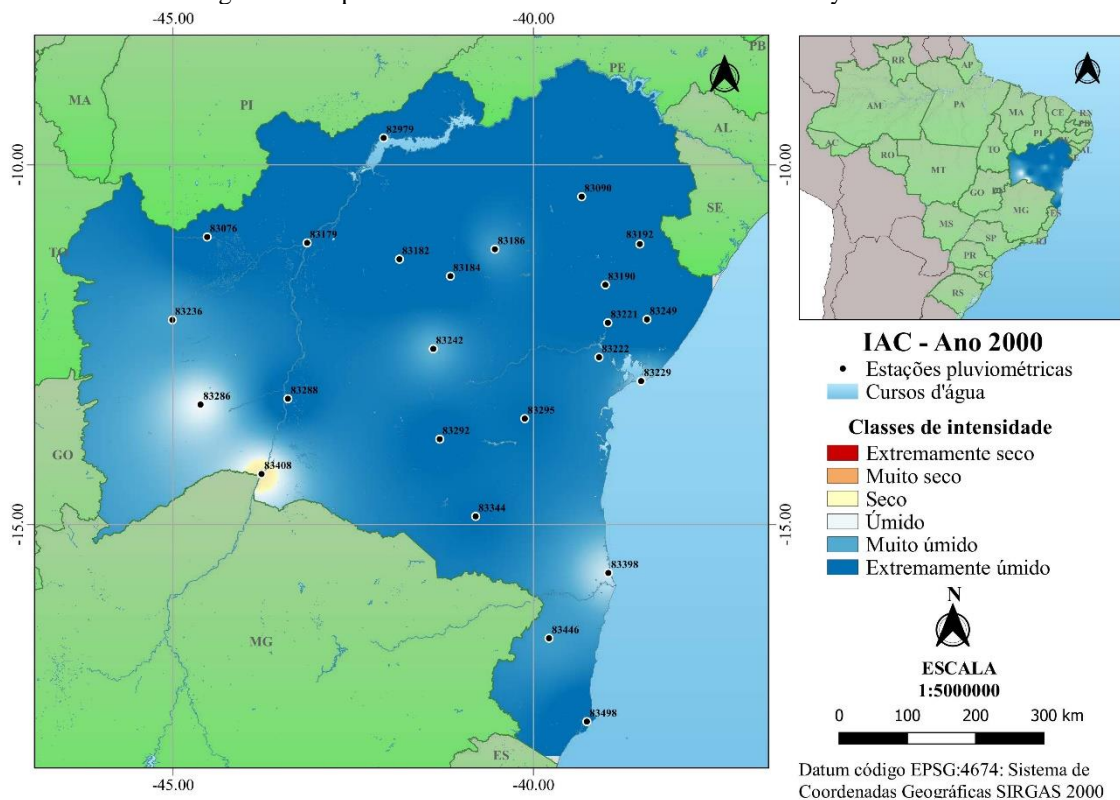 -45.00
-40.00
MA
PI
PE
PB
AL
SE
TO
GO
MG
ES
-10.00
-10.00
-15.00
-15.00
82979
83090
83076
83179
83192
83186
83182
83184
83190
83236
83221
83249
83242
83222
83229
83286
83288
83295
83292
83408
83344
83398
83446
83498
-45.00
-40.00
RR
AP
AM
PA
MA
CE
RN
PB
PI
AL
AC
TO
RO
MT
GO
MG
ES
MS
SP
RJ
PR
SC
RS
IAC - Ano 2000
Estações pluviométricas
Cursos d'água
Classes de intensidade
Extremamente seco
Muito seco
Seco
Úmido
Muito úmido
Extremamente úmido
N
ESCALA
1:5000000
0 100 200 300 km
Datum código EPSG:4674: Sistema de
Coordenadas Geográficas SIRGAS 2000